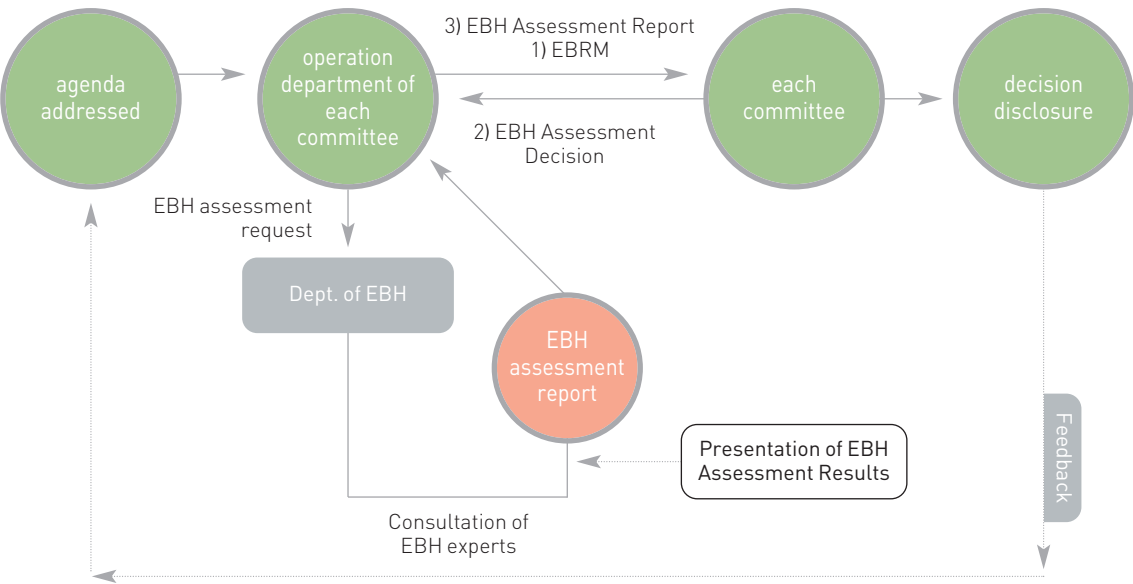 3) EBH Assessment Report
1) EBRM
agenda
addressed
operation
department of
each
committee
each
committee
decision
disclosure
2) EBH Assessment
Decision
EBH assessment
request
Dept. of EBH
EBH
assessment
report
Presentation of EBH
Assessment Results
Feedback
Consultation of
EBH experts